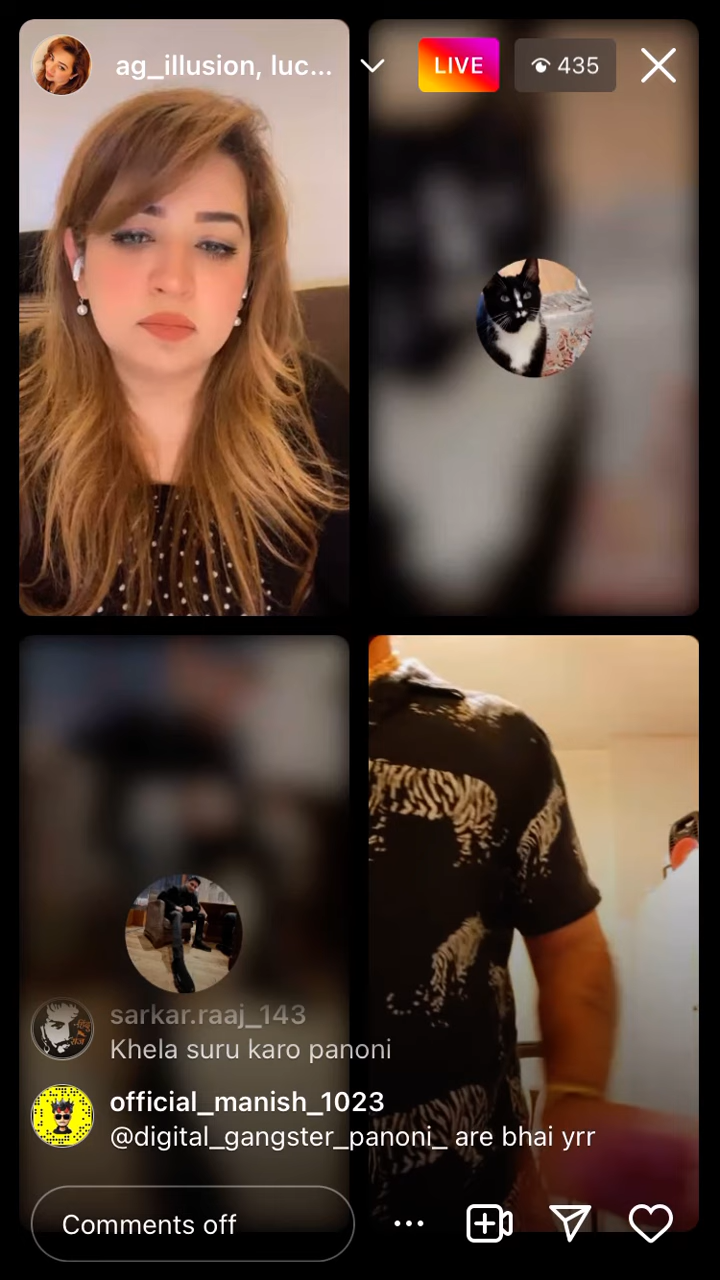 ag_illusion, luc...
LIVE
435
sarkar.raaj_143
Khela suru karo panoni
official_manish_1023
@digital_gangster_panoni_ are bhai yrr
Comments off